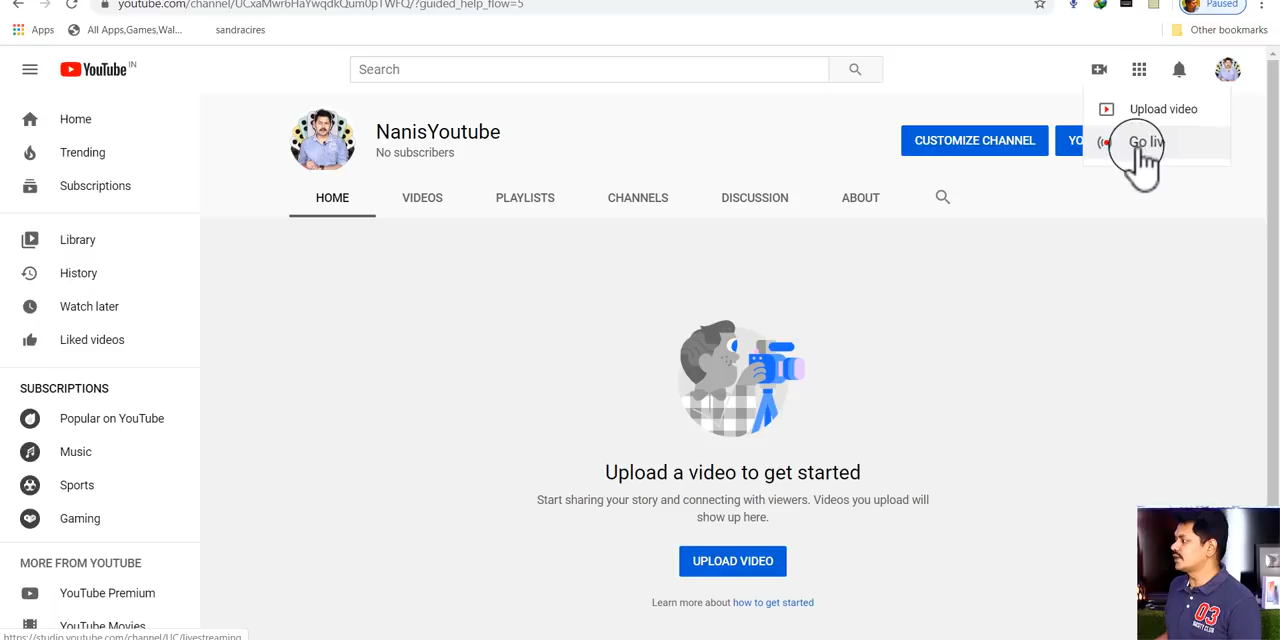 youtube.com/channel/UCxaMwr6HaYwqdkQum0pTWFQ/?guided_help_flow=5
Paused
Apps
All Apps,Games,Wal...
sandracires
Other bookmarks
YouTube IN
Search
Home
Trending
Subscriptions
Library
History
Watch later
Liked videos
SUBSCRIPTIONS
Popular on YouTube
Music
Sports
Gaming
MORE FROM YOUTUBE
YouTube Premium
YouTube Movies
https://studio.youtube.com/channel/UC/livestreaming
NanisYoutube
No subscribers
CUSTOMIZE CHANNEL
YO
Upload video
Go liv
HOME
VIDEOS
PLAYLISTS
CHANNELS
DISCUSSION
ABOUT
Upload a video to get started
Start sharing your story and connecting with viewers. Videos you upload will
show up here.
UPLOAD VIDEO
Learn more about how to get started
03